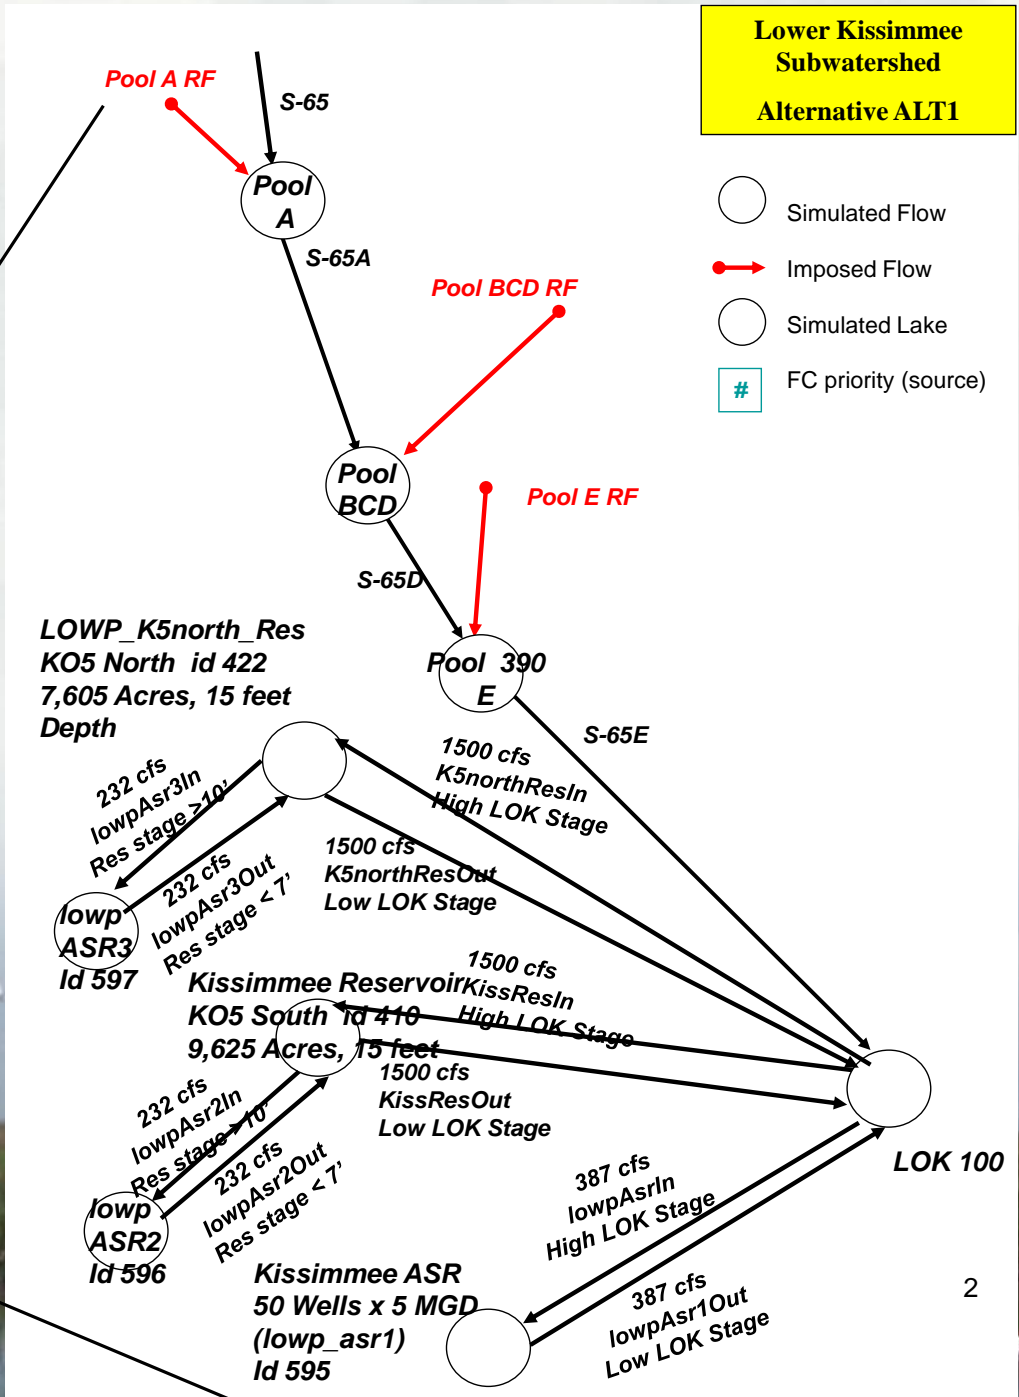 Lower Kissimmee
Subwatershed
Alternative ALT1
Pool A RF
S-65
Pool
A
S-65A
Simulated Flow
Imposed Flow
Simulated Lake
# FC priority (source)
Pool BCD RF
Pool
BCD
Pool E RF
S-65D
LOWP_K5north_Res
KO5 North id 422
7,605 Acres, 15 feet
Depth
Pool 390
E
S-65E
1500 cfs
K5northResIn
High LOK Stage
232 cfs
lowpAsr3In
Res stage >10'
232 cfs
lowpAsr3Out
Res stage < 7'
1500 cfs
K5northResOut
Low LOK Stage
lowp
ASR3
Id 597
Kissimmee Reservoir
KO5 South id 410
9,625 Acres, 15 feet
1500 cfs
KissResIn
High LOK Stage
1500 cfs
KissResOut
Low LOK Stage
232 cfs
lowpAsr2In
Res stage > 10'
232 cfs
lowpAsr2Out
Res stage < 7'
lowp
ASR2
Id 596
LOK 100
387 cfs
lowpAsrIn
High LOK Stage
387 cfs
lowpAsr1Out
Low LOK Stage
Kissimmee ASR
50 Wells x 5 MGD
(lowp_asr1)
Id 595
2